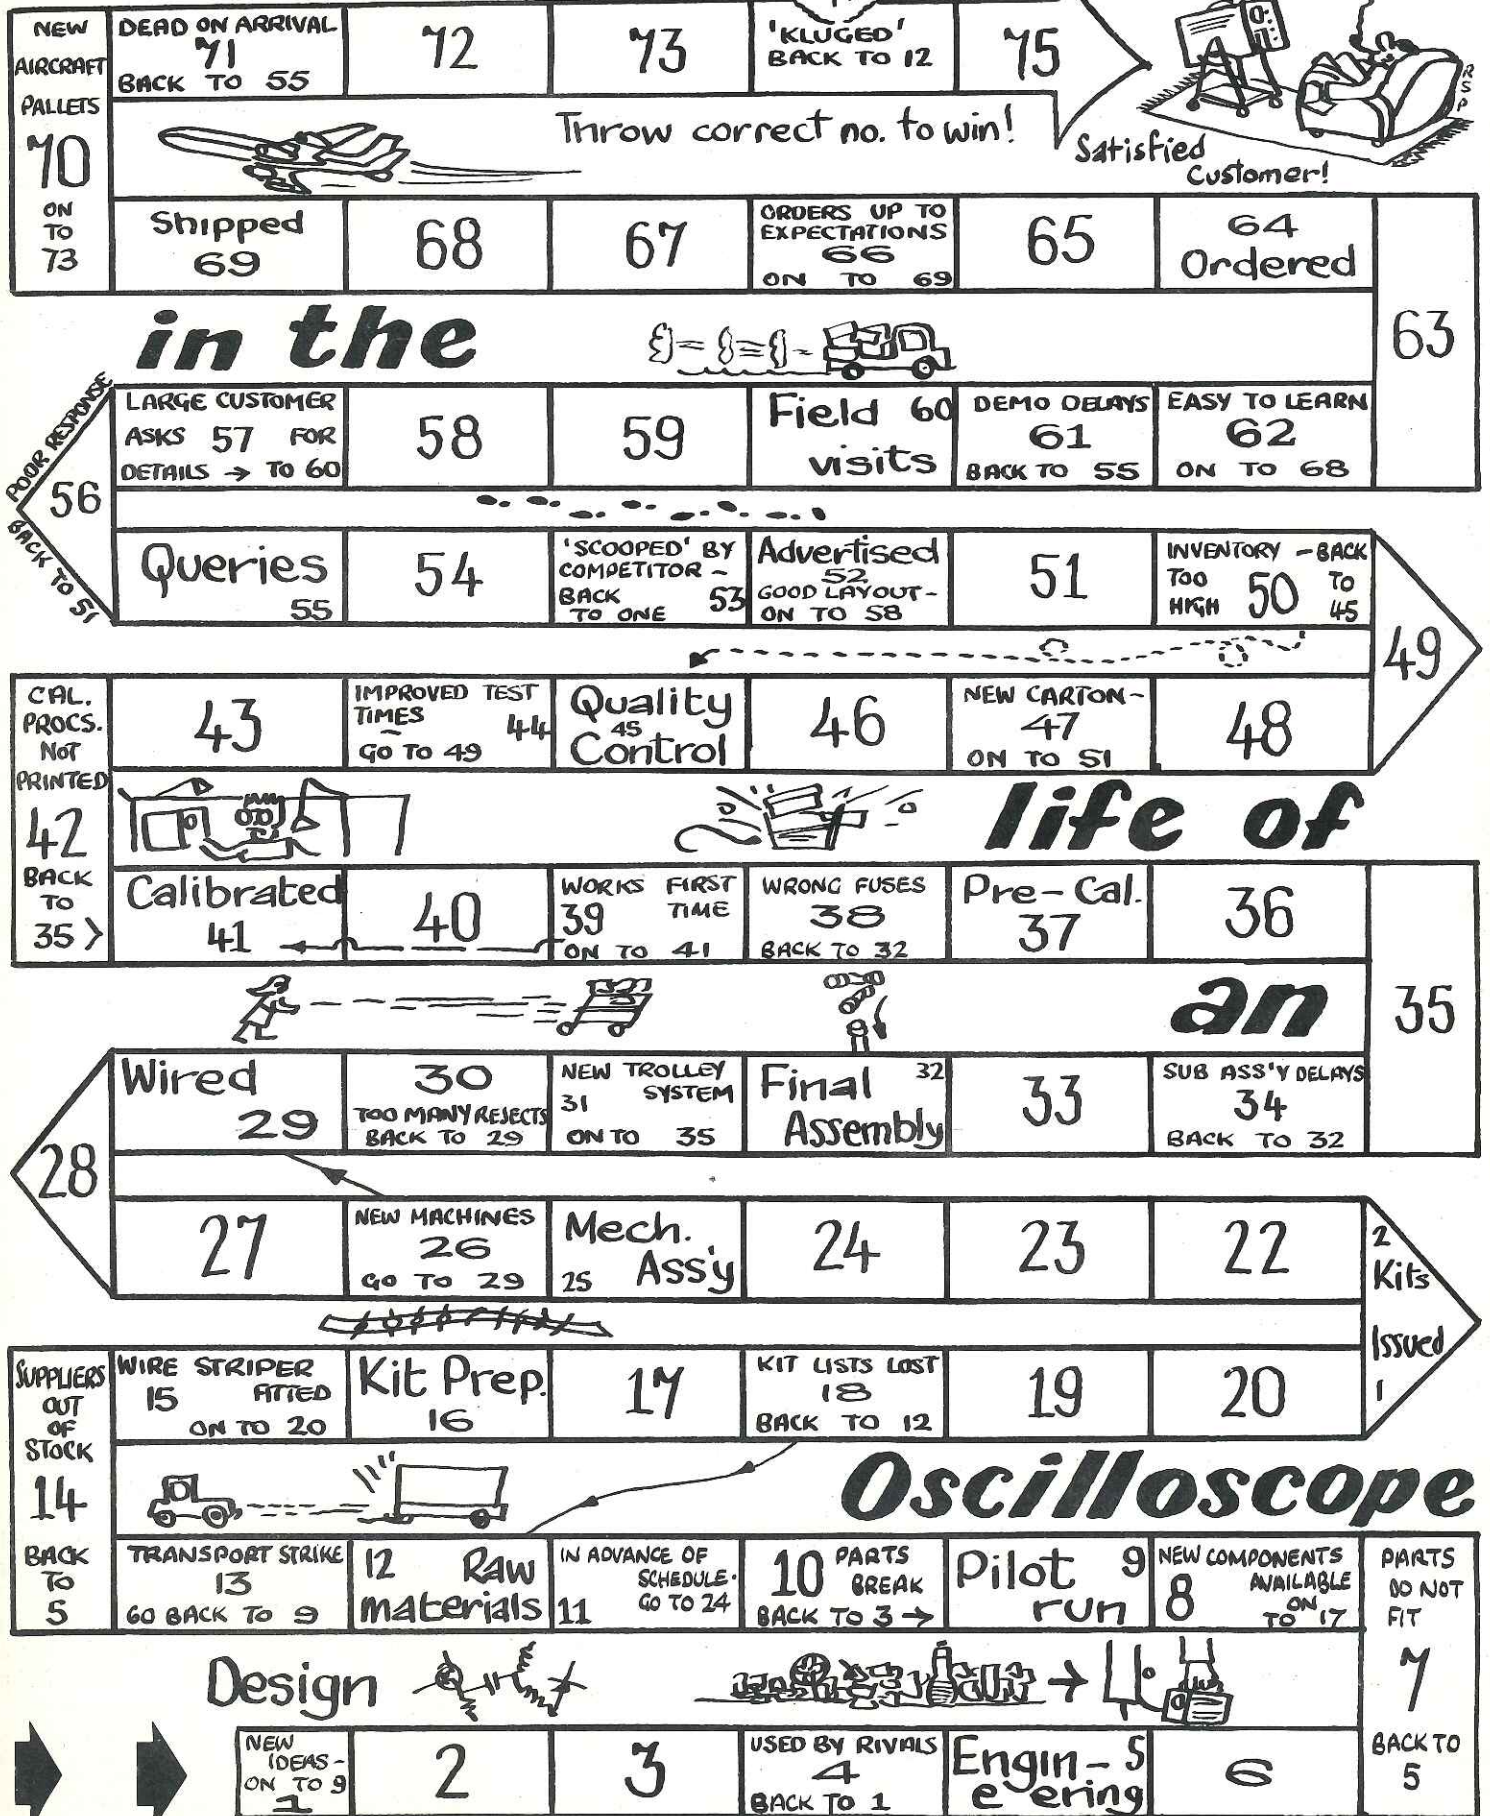 NEW
AIRCRAFT
PALLETS
70
ON
TO
73
DEAD ON ARRIVAL
71
BACK TO 55
72
73
'KLUGED'
BACK TO 12
75
Throw correct no. to win!
Satisfied
Customer!
RSP
Shipped
69
68
67
ORDERS UP TO
EXPECTATIONS
66
ON TO 69
65
64
Ordered
63
in the
POOR RESPONSE
56
BACK TO 51
LARGE CUSTOMER
ASKS 57 FOR
DETAILS → TO 60
58
59
Field 60
visits
DEMO DELAYS
61
BACK TO 55
EASY TO LEARN
62
ON TO 68
Queries
55
54
'SCOOPED' BY
COMPETITOR -
BACK 53
TO ONE
Advertised
52
GOOD LAYOUT -
ON TO 58
51
INVENTORY - BACK
TOO 50 TO
HIGH 45
49
CAL.
PROCS.
NOT
PRINTED
42
BACK
TO
35 >
43
IMPROVED TEST
TIMES 44
GO TO 49
Quality
45
Control
46
NEW CARTON -
47
ON TO 51
48
life of
Calibrated
41
40
WORKS FIRST
39 TIME
ON TO 41
WRONG FUSES
38
BACK TO 32
Pre-Cal.
37
36
35
an
28
Wired
29
30
TOO MANY REJECTS
BACK TO 29
NEW TROLLEY
31 SYSTEM
ON TO 35
Final 32
Assembly
33
SUB ASS'Y DELAYS
34
BACK TO 32
27
NEW MACHINES
26
GO TO 29
Mech.
25 Ass'y
24
23
22
2
Kits
Issued
1
SUPPLIERS
OUT
OF
STOCK
14
BACK
TO
5
WIRE STRIPER
15 FITTED
ON TO 20
Kit Prep.
16
17
KIT LISTS LOST
18
BACK TO 12
19
20
Oscilloscope
TRANSPORT STRIKE
13
GO BACK TO 9
12 Raw
materials
IN ADVANCE OF
SCHEDULE.
11 GO TO 24
10 PARTS
BREAK
BACK TO 3 →
Pilot 9
run
NEW COMPONENTS
8 AVAILABLE
ON
TO 17
PARTS
DO NOT
FIT
7
BACK TO
5
Design
NEW
IDEAS -
ON TO 9
1
2
3
USED BY RIVALS
4
BACK TO 1
Engin- 5
eering
6